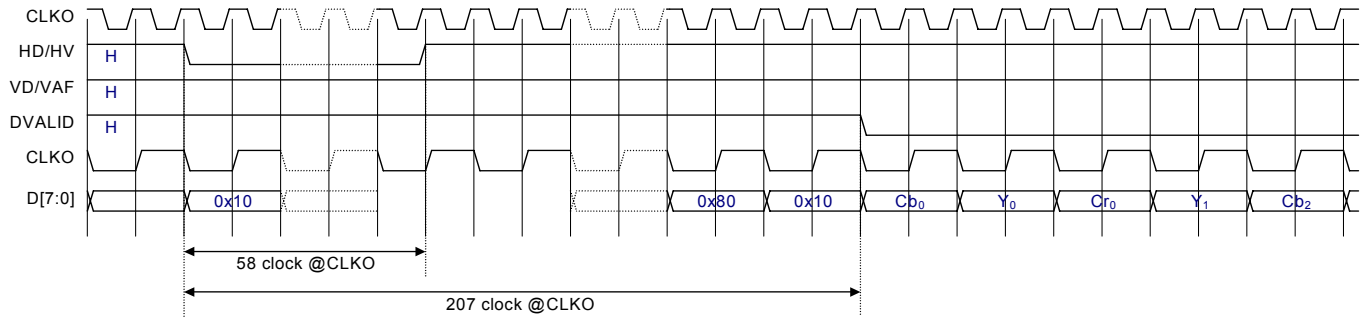 CLKO
HD/HV H
VD/VAF H
DVALID H
CLKO
D[7:0] 0x10 0x80 0x10 Cb₀ Y₀ Cr₀ Y₁ Cb₂
58 clock @CLKO
207 clock @CLKO